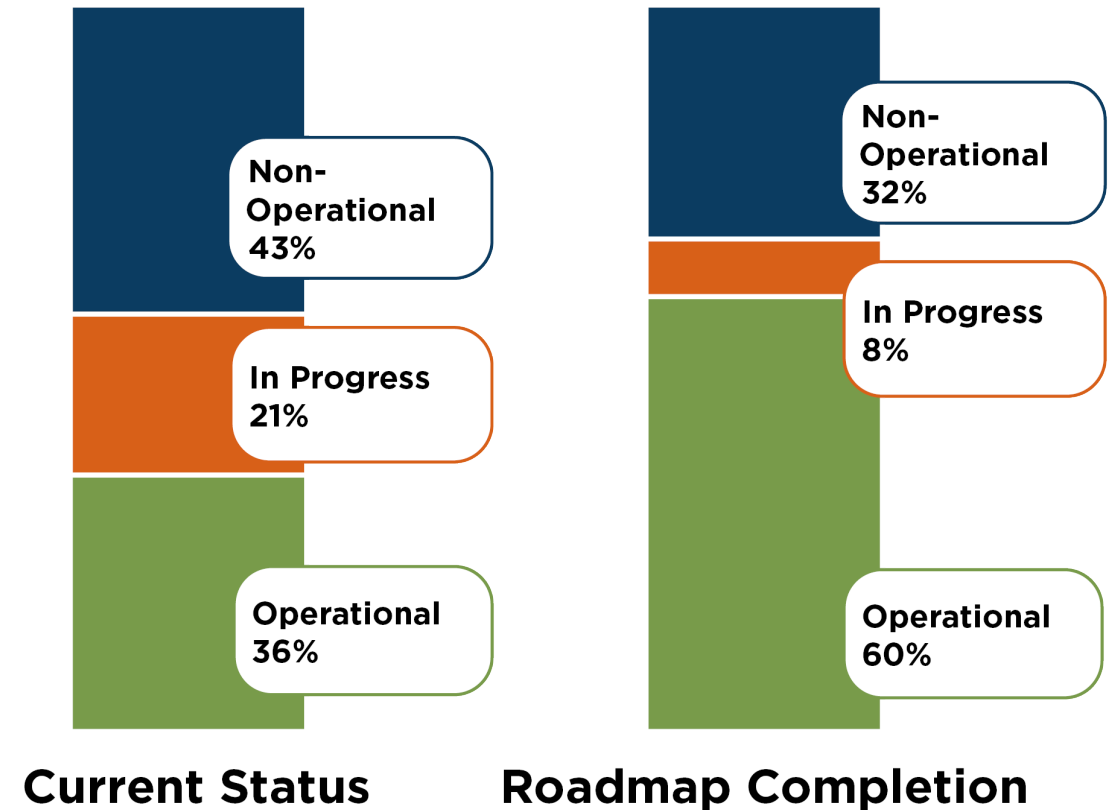 Non-
Operational
43%
In Progress
21%
Operational
36%
Current Status
Non-
Operational
32%
In Progress
8%
Operational
60%
Roadmap Completion